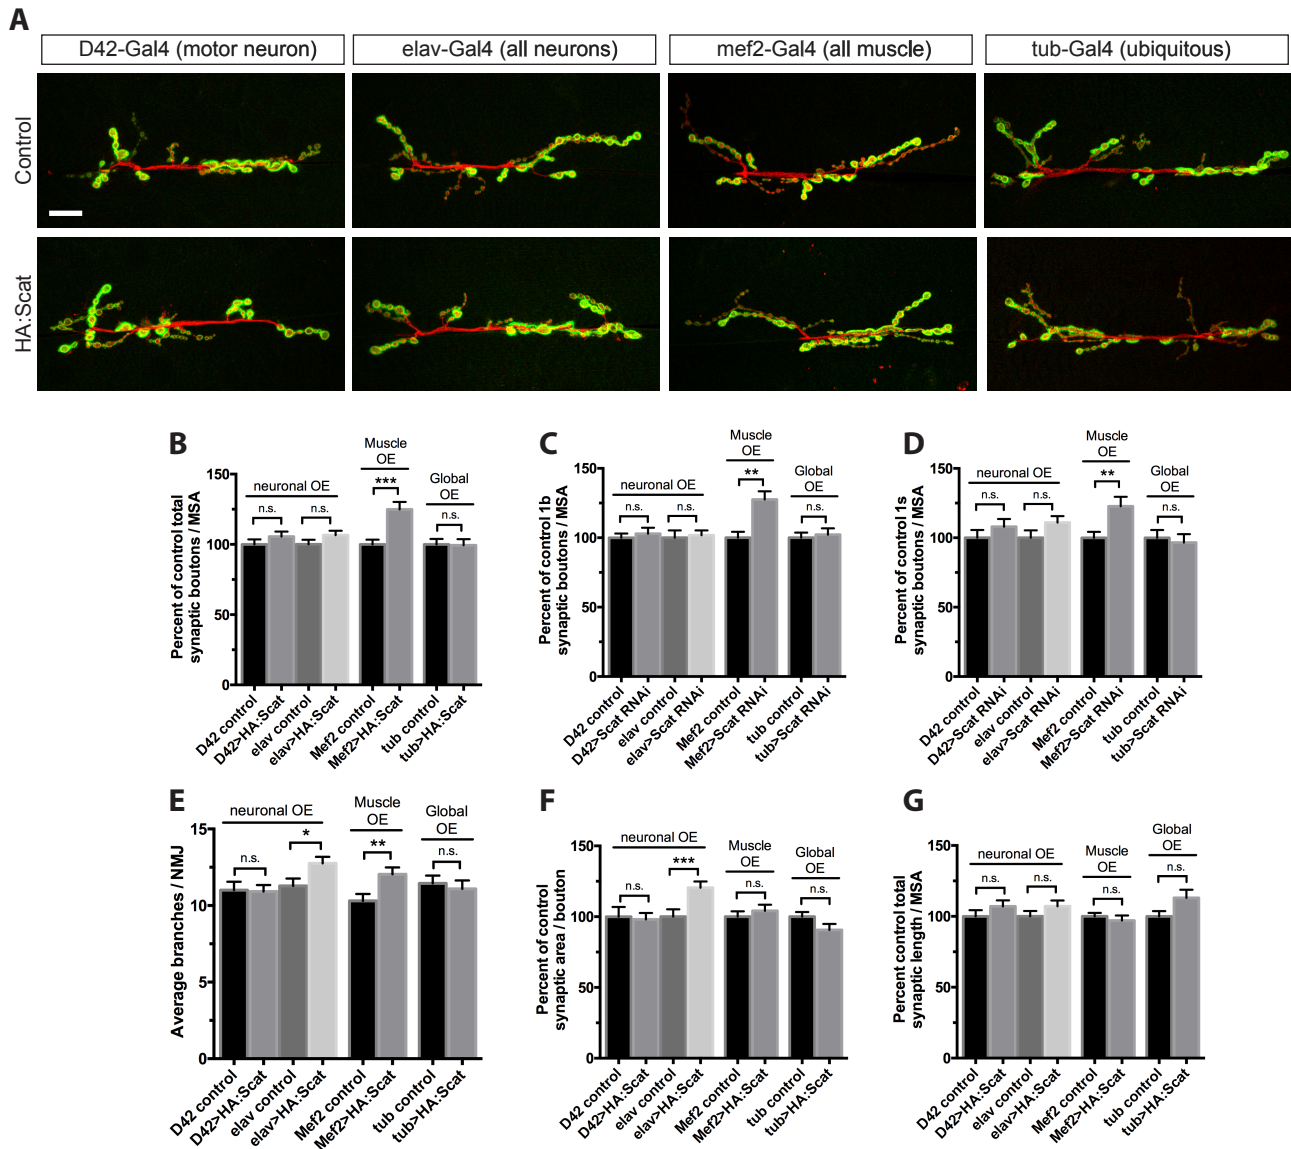 A
D42-Gal4 (motor neuron)
elav-Gal4 (all neurons)
mef2-Gal4 (all muscle)
tub-Gal4 (ubiquitous)
Control
HA:Scat
B
Percent of control total
synaptic boutons / MSA
150
100
50
0
neuronal OE
Muscle
OE
Global
OE
n.s.
n.s.
***
n.s.
D42 control
D42>HA:Scat
elav control
elav>HA:Scat
Mef2 control
Mef2>HA:Scat
tub control
tub>HA:Scat
C
Percent of control 1b
synaptic boutons / MSA
150
100
50
0
neuronal OE
Muscle
OE
Global
OE
n.s.
n.s.
**
n.s.
D42 control
D42>Scat RNAi
elav control
elav>Scat RNAi
Mef2 control
Mef2>Scat RNAi
tub control
tub>Scat RNAi
D
Percent of control 1s
synaptic boutons / MSA
150
100
50
0
neuronal OE
Muscle
OE
Global
OE
n.s.
n.s.
**
n.s.
D42 control
D42>Scat RNAi
elav control
elav>Scat RNAi
Mef2 control
Mef2>Scat RNAi
tub control
tub>Scat RNAi
E
Average branches / NMJ
15
10
5
0
neuronal OE
Muscle
OE
Global
OE
n.s.
*
**
n.s.
D42 control
D42>HA:Scat
elav control
elav>HA:Scat
Mef2 control
Mef2>HA:Scat
tub control
tub>HA:Scat
F
Percent of control
synaptic area / bouton
150
100
50
0
neuronal OE
Muscle
OE
Global
OE
n.s.
***
n.s.
n.s.
D42 control
D42>HA:Scat
elav control
elav>HA:Scat
Mef2 control
Mef2>HA:Scat
tub control
tub>HA:Scat
G
Percent control total
synaptic length / MSA
150
100
50
0
neuronal OE
Muscle
OE
Global
OE
n.s.
n.s.
n.s.
n.s.
D42 control
D42>HA:Scat
elav control
elav>HA:Scat
Mef2 control
Mef2>HA:Scat
tub control
tub>HA:Scat